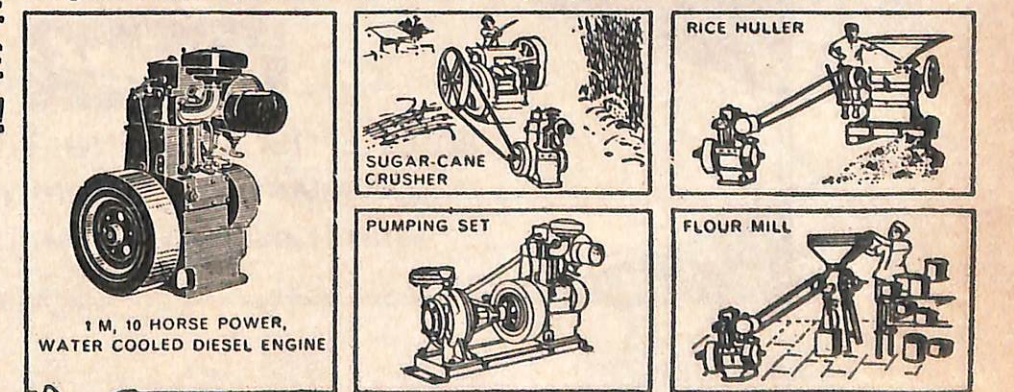 1 M, 10 HORSE POWER,
WATER COOLED DIESEL ENGINE
SUGAR-CANE
CRUSHER
RICE HULLER
PUMPING SET
FLOUR MILL